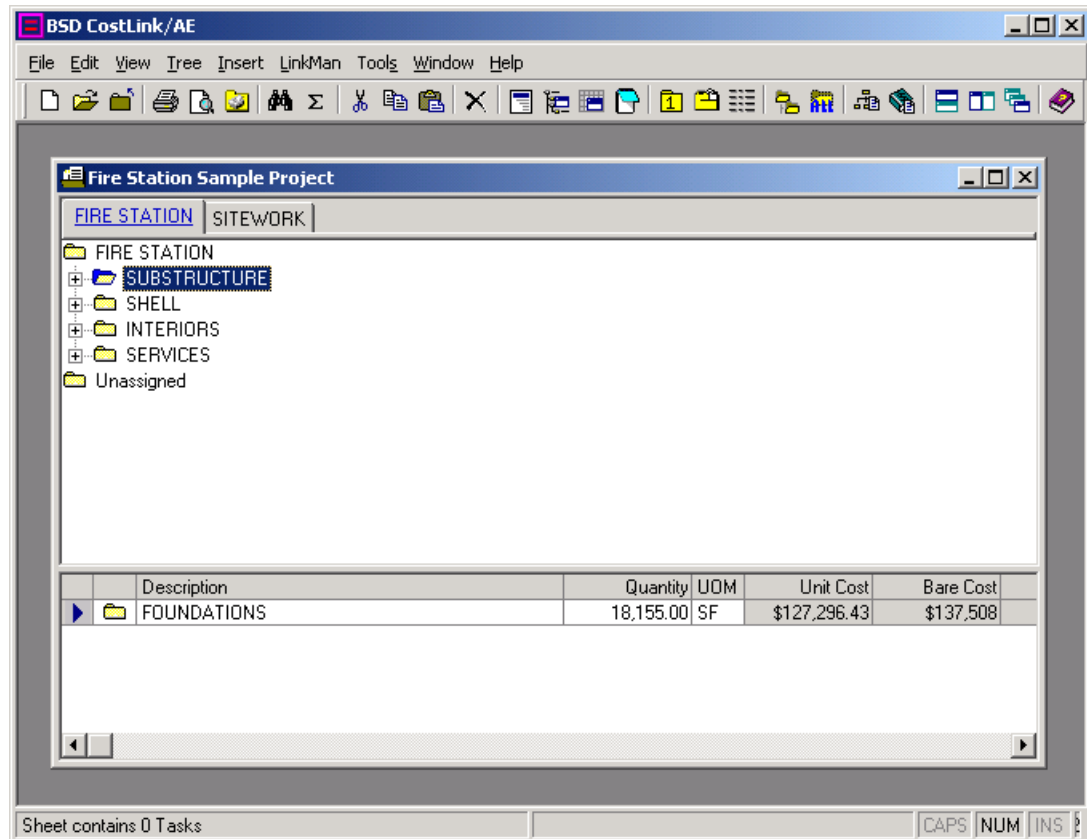 BSD CostLink/AE
File Edit View Tree Insert LinkMan Tools Window Help
Fire Station Sample Project
FIRE STATION SITEWORK
FIRE STATION
SUBSTRUCTURE
SHELL
INTERIORS
SERVICES
Unassigned
Description Quantity UOM Unit Cost Bare Cost
FOUNDATIONS 18,155.00 SF $127,296.43 $137,508
Sheet contains 0 Tasks CAPS NUM INS